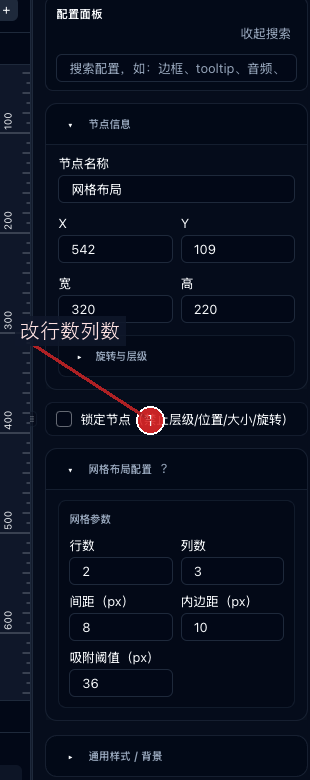 +
配置面板
收起搜索
搜索配置，如：边框、tooltip、音频、
节点信息
节点名称
网格布局
X
Y
542
109
宽
高
320
220
改行数列数
旋转与层级
锁定节点
1
上层级/位置/大小/旋转）
网格布局配置 ?
网格参数
行数
列数
2
3
间距（px）
内边距（px）
8
10
吸附阈值（px）
36
通用样式 / 背景
100
200
300
400
500
600